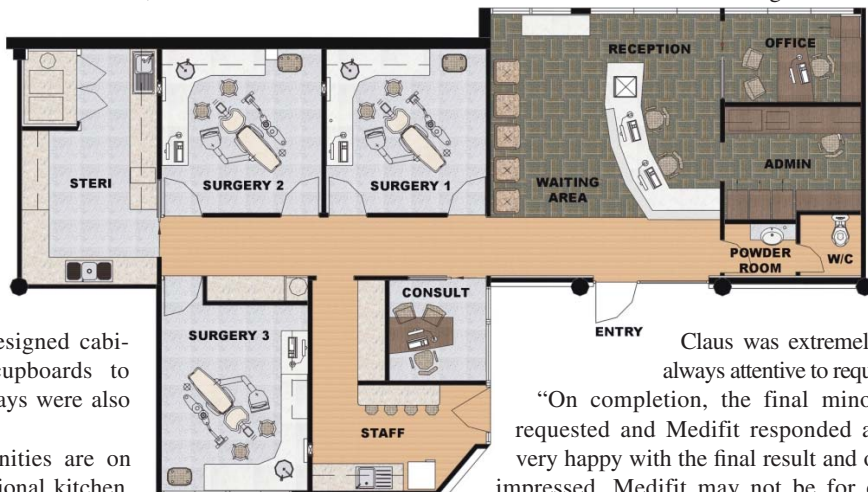 RECEPTION
OFFICE
STERI
SURGERY 2
SURGERY 1
WAITING
AREA
ADMIN
POWDER
ROOM
W/C
CONSULT
SURGERY 3
ENTRY
STAFF
esigned cabi-
cupboards to
ays were also
nities are on
ional kitchen
Claus was extremel
always attentive to requ
“On completion, the final mino
requested and Medifit responded a
very happy with the final result and
impressed. Medifit may not be for